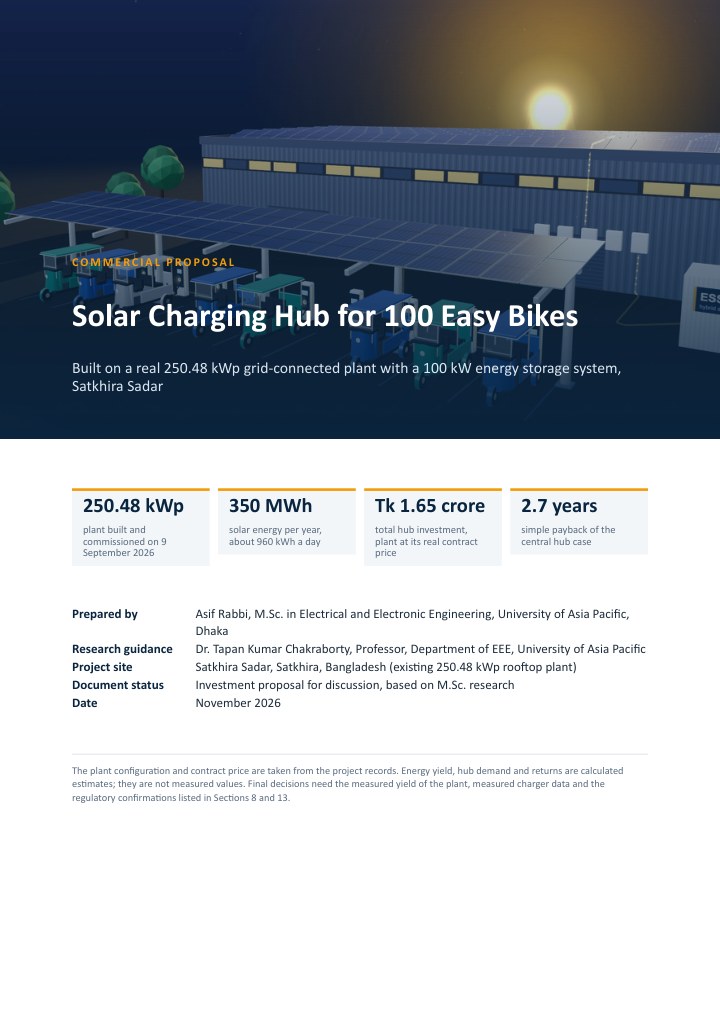 ESS
COMMERCIAL PROPOSAL
Solar Charging Hub for 100 Easy Bikes
Built on a real 250.48 kWp grid-connected plant with a 100 kW energy storage system,
Satkhira Sadar
250.48 kWp
plant built and
commissioned on 9
September 2026
350 MWh
solar energy per year,
about 960 kWh a day
Tk 1.65 crore
total hub investment,
plant at its real contract
price
2.7 years
simple payback of the
central hub case
Prepared by Asif Rabbi, M.Sc. in Electrical and Electronic Engineering, University of Asia Pacific,
Dhaka
Research guidance Dr. Tapan Kumar Chakraborty, Professor, Department of EEE, University of Asia Pacific
Project site Satkhira Sadar, Satkhira, Bangladesh (existing 250.48 kWp rooftop plant)
Document status Investment proposal for discussion, based on M.Sc. research
Date November 2026
The plant configuration and contract price are taken from the project records. Energy yield, hub demand and returns are calculated
estimates; they are not measured values. Final decisions need the measured yield of the plant, measured charger data and the
regulatory confirmations listed in Sections 8 and 13.